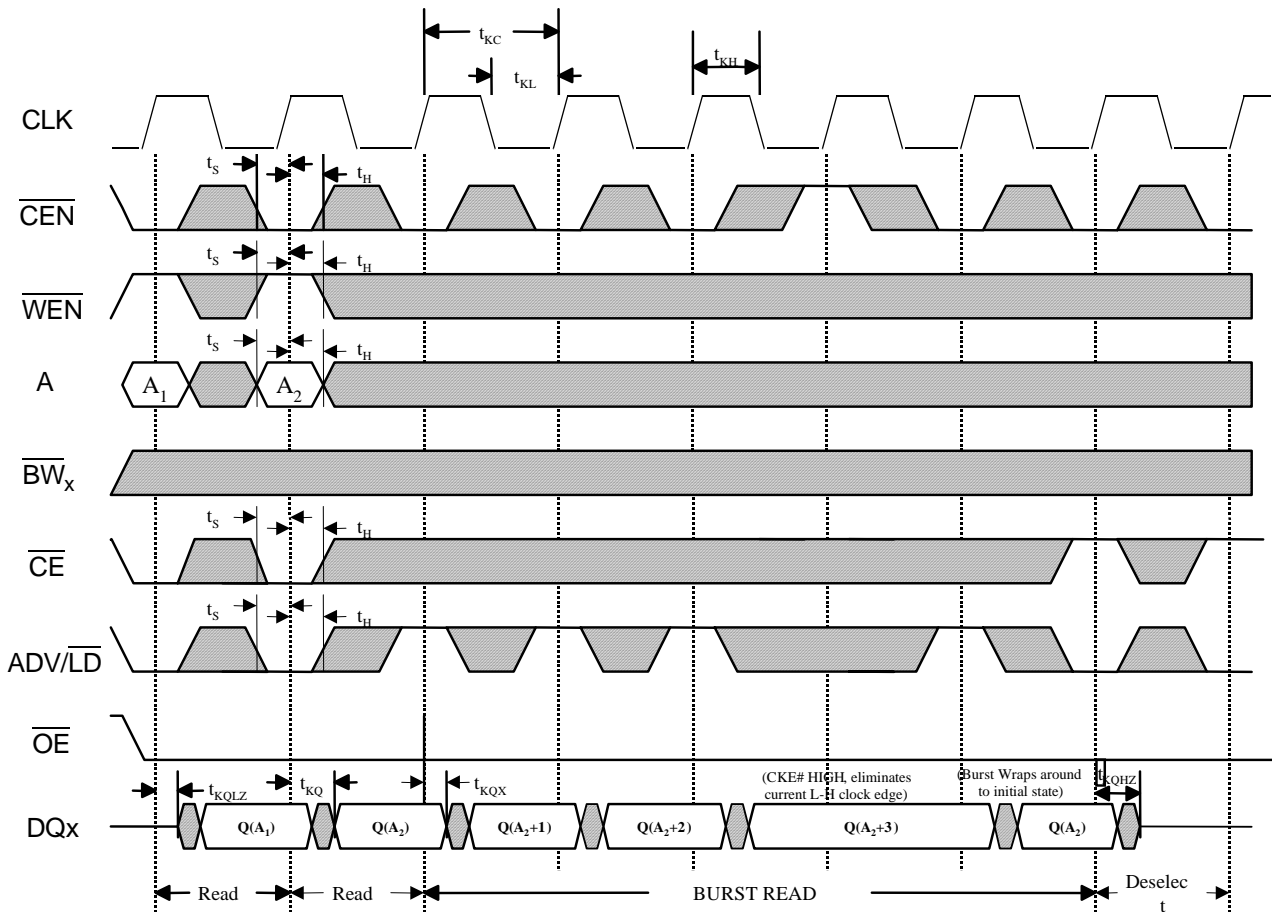 t_KC
t_KL
t_KH
CLK
t_S t_H
CEN
t_S t_H
WEN
t_S t_H
A A_1 A_2
BW_x
t_S t_H
CE
t_S t_H
ADV/LD
OE
t_KQLZ t_KQ t_KQX (CKE# HIGH, eliminates current L-H clock edge) (Burst Wraps around to initial state) t_KQHZ
DQx Q(A_1) Q(A_2) Q(A_2+1) Q(A_2+2) Q(A_2+3) Q(A_2)
Read Read BURST READ Deselec
t